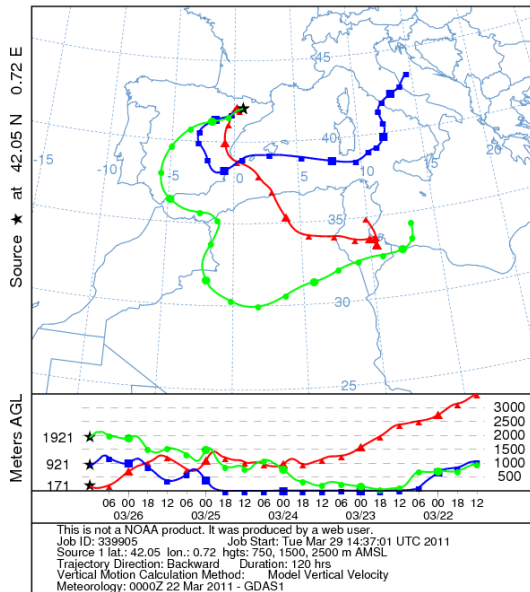 Source ★ at 42.05 N 0.72 E
45
45
40
40
35
35
30
25
-15
-10
-5
0
5
10
15
20
Meters AGL
1921
921
171
3000
2500
2000
1500
1000
500
06 00 18 12 06 00 18 12 06 00 18 12 06 00 18 12 06 00 18 12
03/26 03/25 03/24 03/23 03/22
This is not a NOAA product. It was produced by a web user.
Job ID: 339905 Job Start: Tue Mar 29 14:37:01 UTC 2011
Source 1 lat.: 42.05 lon.: 0.72 hgts: 750, 1500, 2500 m AMSL
Trajectory Direction: Backward Duration: 120 hrs
Vertical Motion Calculation Method: Model Vertical Velocity
Meteorology: 0000Z 22 Mar 2011 - GDAS1